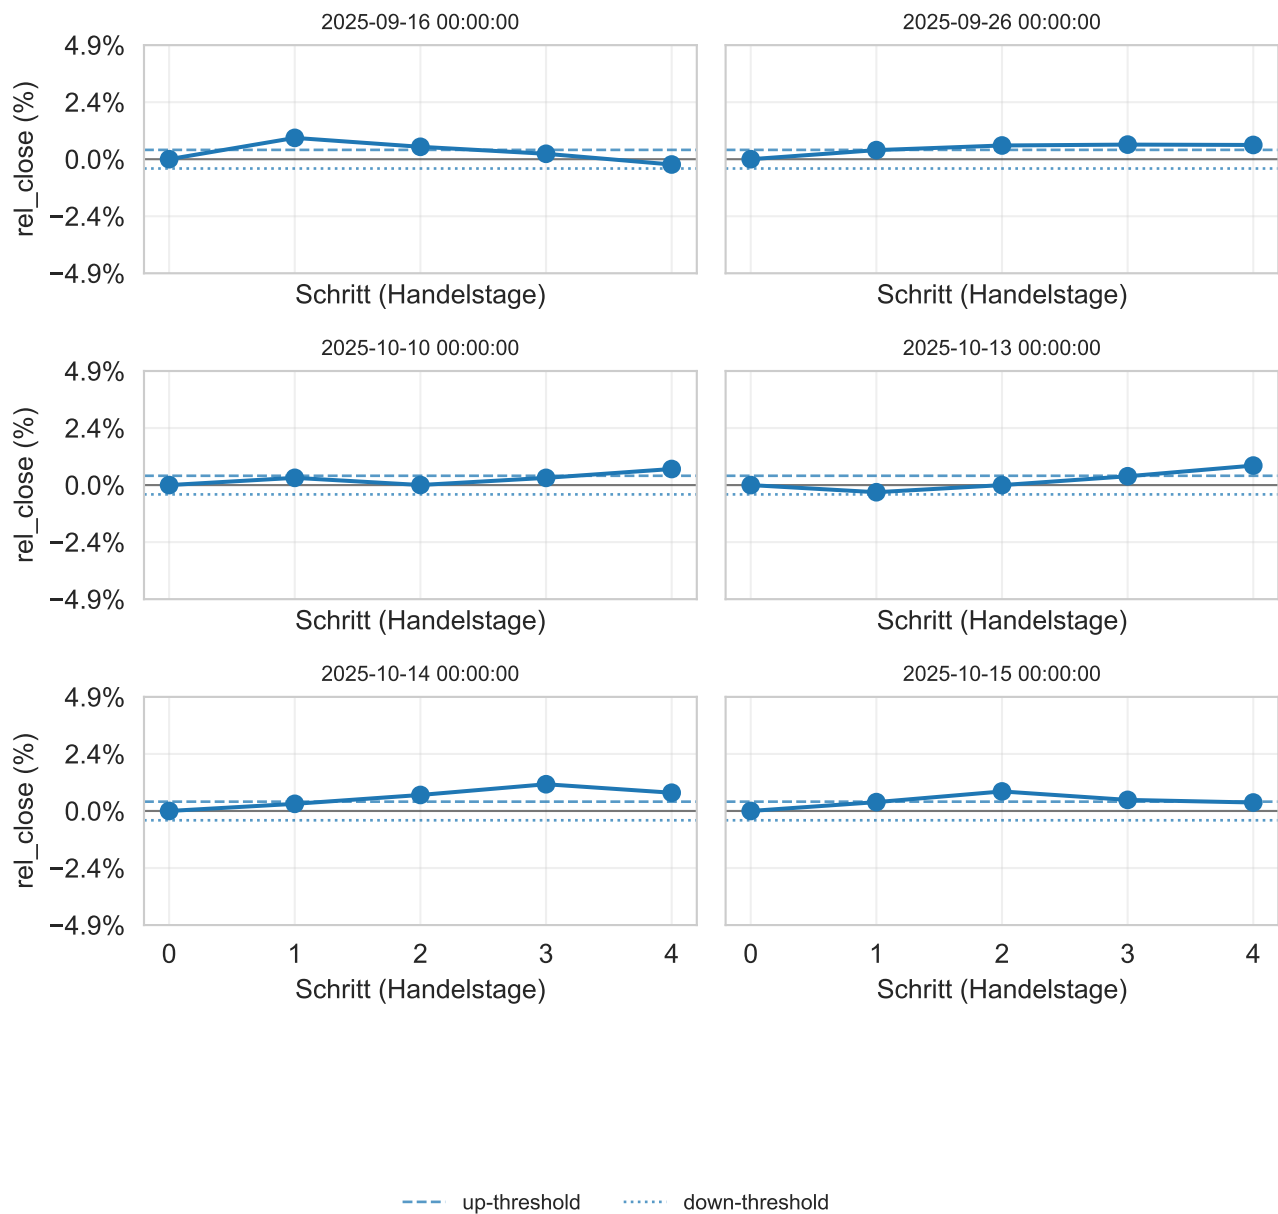 2025-09-16 00:00:00
2025-09-26 00:00:00
4.9%
2.4%
0.0%
−2.4%
−4.9%
rel_close (%)
Schritt (Handelstage)
Schritt (Handelstage)
2025-10-10 00:00:00
2025-10-13 00:00:00
4.9%
2.4%
0.0%
−2.4%
−4.9%
rel_close (%)
Schritt (Handelstage)
Schritt (Handelstage)
2025-10-14 00:00:00
2025-10-15 00:00:00
4.9%
2.4%
0.0%
−2.4%
−4.9%
rel_close (%)
0 1 2 3 4
0 1 2 3 4
Schritt (Handelstage)
Schritt (Handelstage)
up-threshold
down-threshold